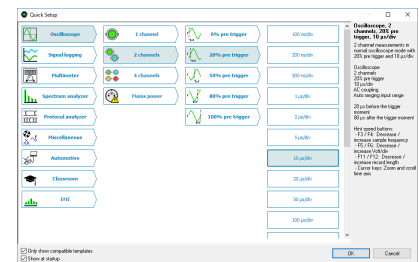 Quick Setup
Oscilloscope
Signal logging
Multimeter
Spectrum analyzer
Protocol analyzer
Miscellaneous
Automotive
Classroom
EMI
1 channel
2 channels
4 channels
Mains power
0% pre trigger
20% pre trigger
50% pre trigger
80% pre trigger
100% pre trigger
100 ns/div
200 ns/div
500 ns/div
1 µs/div
2 µs/div
5 µs/div
10 µs/div
20 µs/div
50 µs/div
100 µs/div
Oscilloscope, 2
channels, 20% pre
trigger, 10 µs/div
2 channel measurements in
normal oscilloscope mode with
20% pre trigger and 10 µs/div.
Oscilloscope
2 channels
20% pre trigger
10 µs/div
AC coupling
Auto ranging input range
20 µs before the trigger
moment
80 µs after the trigger moment
Hint speed buttons:
- F3 / F4: Decrease /
increase sample frequency
- F5 / F6: Decrease /
increase Volt/div
- F11 / F12: Decrease /
increase record length
- Cursor keys: Zoom and scroll
time axis
Only show compatible templates
Show at startup
OK
Cancel